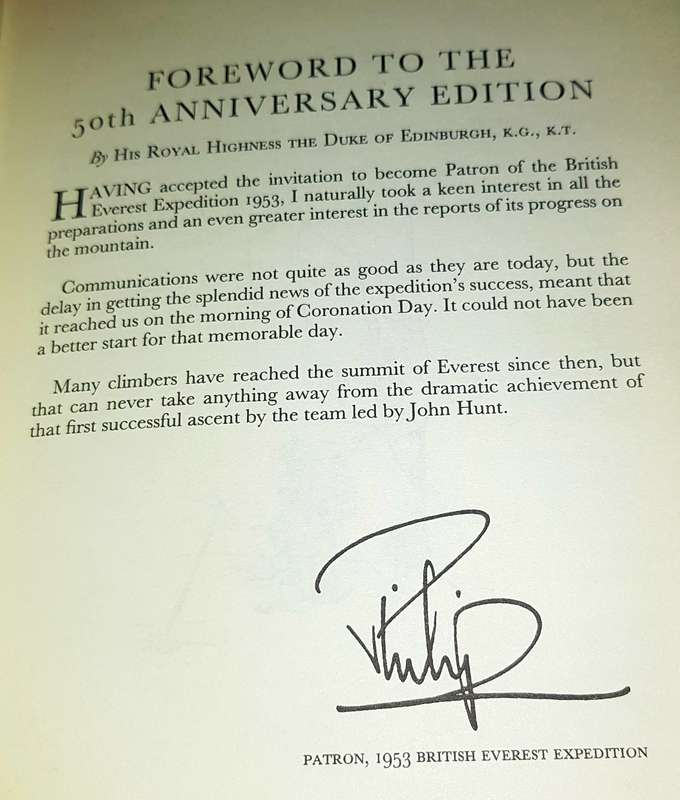 FOREWORD TO THE
50th ANNIVERSARY EDITION
By His Royal Highness the Duke of Edinburgh, K.G., K.T.
HAVING accepted the invitation to become Patron of the British
Everest Expedition 1953, I naturally took a keen interest in all the
preparations and an even greater interest in the reports of its progress on
the mountain.
Communications were not quite as good as they are today, but the
delay in getting the splendid news of the expedition's success, meant that
it reached us on the morning of Coronation Day. It could not have been
a better start for that memorable day.
Many climbers have reached the summit of Everest since then, but
that can never take anything away from the dramatic achievement of
that first successful ascent by the team led by John Hunt.
Philip
PATRON, 1953 BRITISH EVEREST EXPEDITION